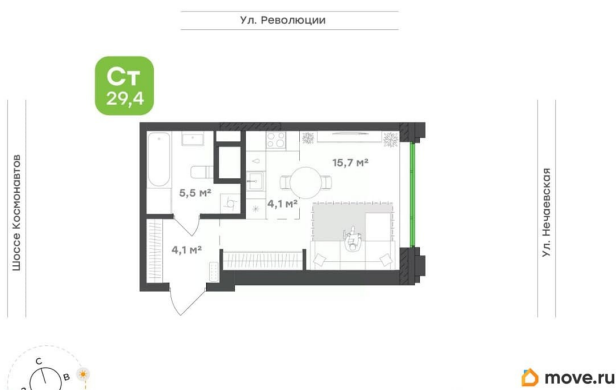 Ул. Революции
Ст
29,4
Шоссе Космонавтов
Ул. Нечаевская
15,7 м²
5,5 м²
4,1 м²
4,1 м²
С
В
move.ru